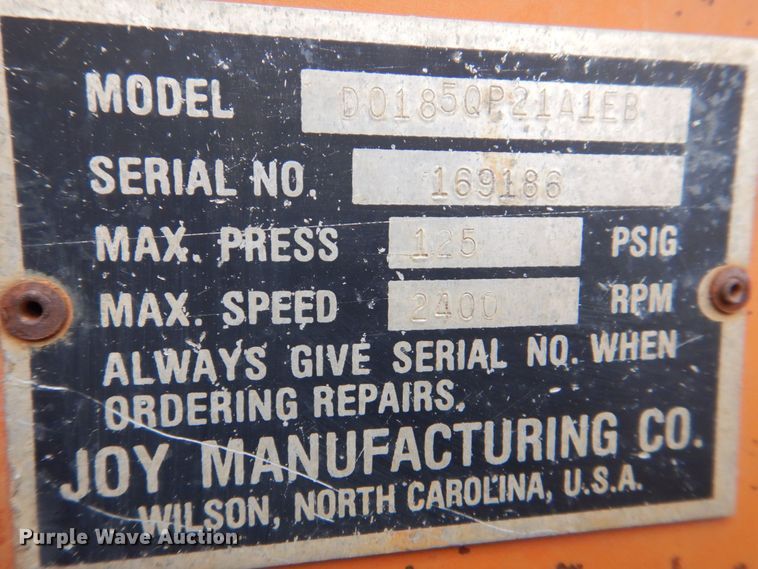 MODEL D0185QP21A1EB
SERIAL NO. 169186
MAX. PRESS 125 PSIG
MAX. SPEED 2400 RPM
ALWAYS GIVE SERIAL NO. WHEN
ORDERING REPAIRS.
JOY MANUFACTURING CO.
WILSON, NORTH CAROLINA, U.S.A.
Purple Wave Auction